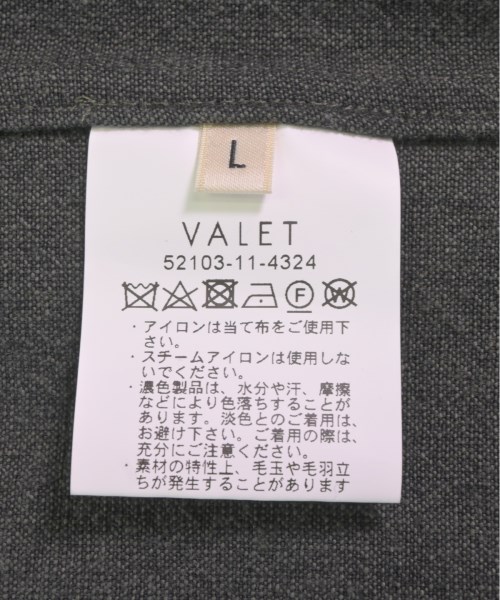 L
VALET
52103-11-4324
F W
・アイロンは当て布をご使用下
さい。
・スチームアイロンは使用しな
いでください。
・濃色製品は、水分や汗、摩擦
などにより色落ちすることが
あります。淡色とのご着用は、
お避け下さい。ご着用の際は、
充分にご注意ください。
・素材の特性上、毛玉や毛羽立
ちが発生することがあります